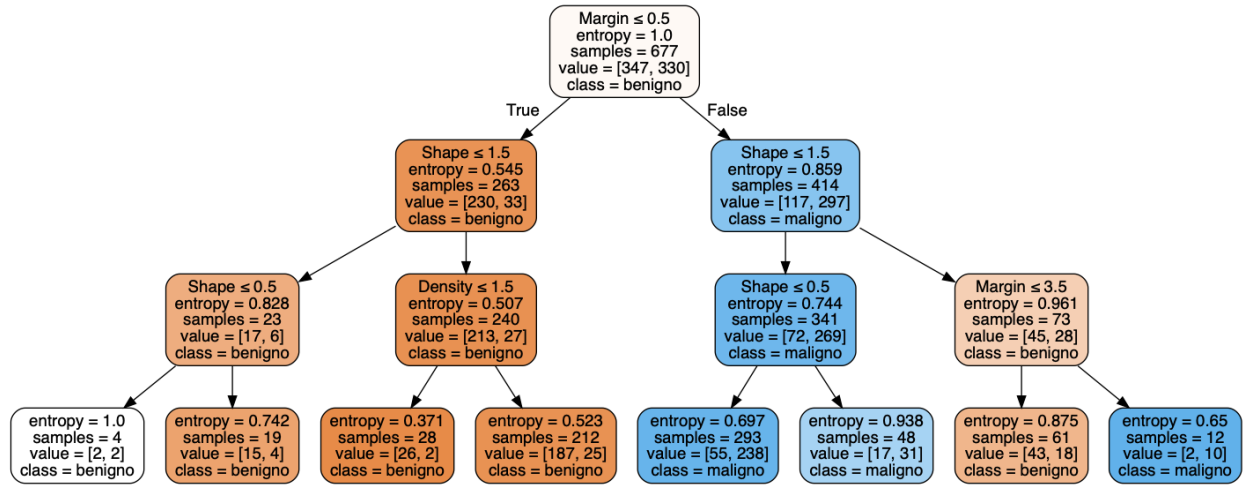 Margin ≤ 0.5
entropy = 1.0
samples = 677
value = [347, 330]
class = benigno
True
False
Shape ≤ 1.5
entropy = 0.545
samples = 263
value = [230, 33]
class = benigno
Shape ≤ 1.5
entropy = 0.859
samples = 414
value = [117, 297]
class = maligno
Shape ≤ 0.5
entropy = 0.828
samples = 23
value = [17, 6]
class = benigno
Density ≤ 1.5
entropy = 0.507
samples = 240
value = [213, 27]
class = benigno
Shape ≤ 0.5
entropy = 0.744
samples = 341
value = [72, 269]
class = maligno
Margin ≤ 3.5
entropy = 0.961
samples = 73
value = [45, 28]
class = benigno
entropy = 1.0
samples = 4
value = [2, 2]
class = benigno
entropy = 0.742
samples = 19
value = [15, 4]
class = benigno
entropy = 0.371
samples = 28
value = [26, 2]
class = benigno
entropy = 0.523
samples = 212
value = [187, 25]
class = benigno
entropy = 0.697
samples = 293
value = [55, 238]
class = maligno
entropy = 0.938
samples = 48
value = [17, 31]
class = maligno
entropy = 0.875
samples = 61
value = [43, 18]
class = benigno
entropy = 0.65
samples = 12
value = [2, 10]
class = maligno